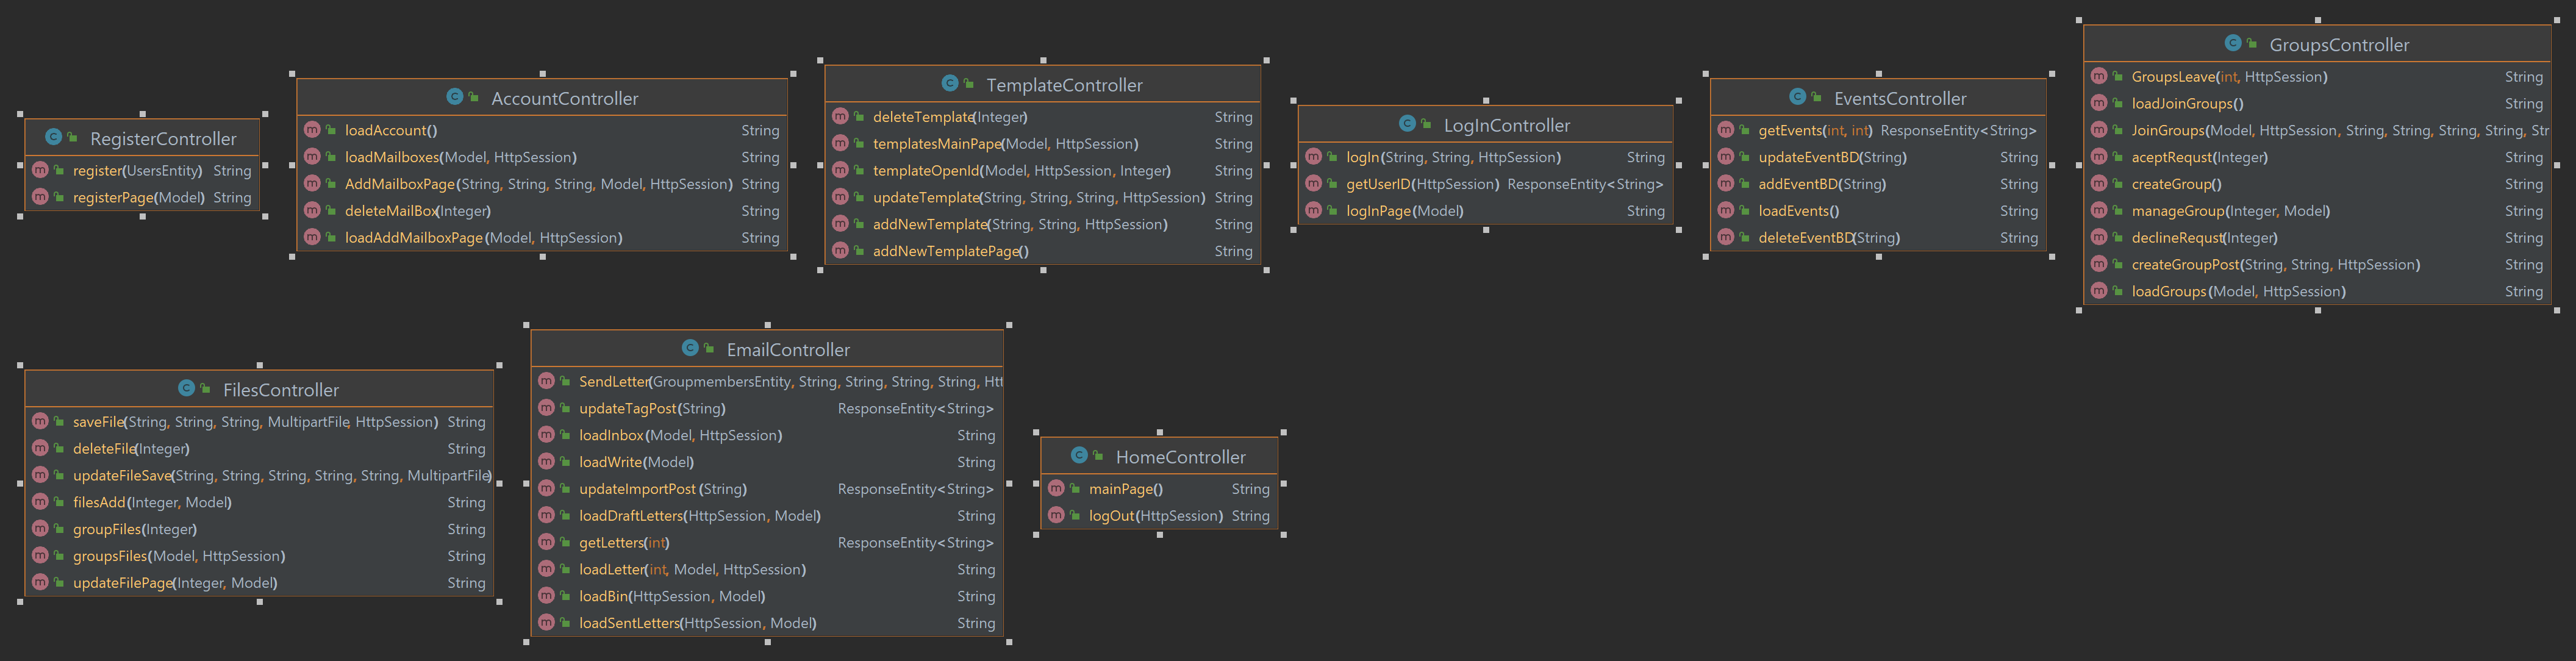 RegisterController
register(UsersEntity) String
registerPage(Model) String
AccountController
loadAccount() String
loadMailboxes(Model, HttpSession) String
AddMailboxPage(String, String, String, Model, HttpSession) String
deleteMailBox(Integer) String
loadAddMailboxPage(Model, HttpSession) String
TemplateController
deleteTemplate(Integer) String
templatesMainPape(Model, HttpSession) String
templateOpenId(Model, HttpSession, Integer) String
updateTemplate(String, String, String, HttpSession) String
addNewTemplate(String, String, HttpSession) String
addNewTemplatePage() String
LogInController
logIn(String, String, HttpSession) String
getUserID(HttpSession) ResponseEntity<String>
logInPage(Model) String
EventsController
getEvents(int, int) ResponseEntity<String>
updateEventBD(String) String
addEventBD(String) String
loadEvents() String
deleteEventBD(String) String
GroupsController
GroupsLeave(int, HttpSession) String
loadJoinGroups() String
JoinGroups(Model, HttpSession, String, String, String, String, Str
aceptRequst(Integer) String
createGroup() String
manageGroup(Integer, Model) String
declineRequst(Integer) String
createGroupPost(String, String, HttpSession) String
loadGroups(Model, HttpSession) String
FilesController
saveFile(String, String, String, MultipartFile, HttpSession) String
deleteFile(Integer) String
updateFileSave(String, String, String, String, String, MultipartFile)
filesAdd(Integer, Model) String
groupFiles(Integer) String
groupsFiles(Model, HttpSession) String
updateFilePage(Integer, Model) String
EmailController
SendLetter(GroupmembersEntity, String, String, String, String, Htt
updateTagPost(String) ResponseEntity<String>
loadInbox(Model, HttpSession) String
loadWrite(Model) String
updateImportPost(String) ResponseEntity<String>
loadDraftLetters(HttpSession, Model) String
getLetters(int) ResponseEntity<String>
loadLetter(int, Model, HttpSession) String
loadBin(HttpSession, Model) String
loadSentLetters(HttpSession, Model) String
HomeController
mainPage() String
logOut(HttpSession) String